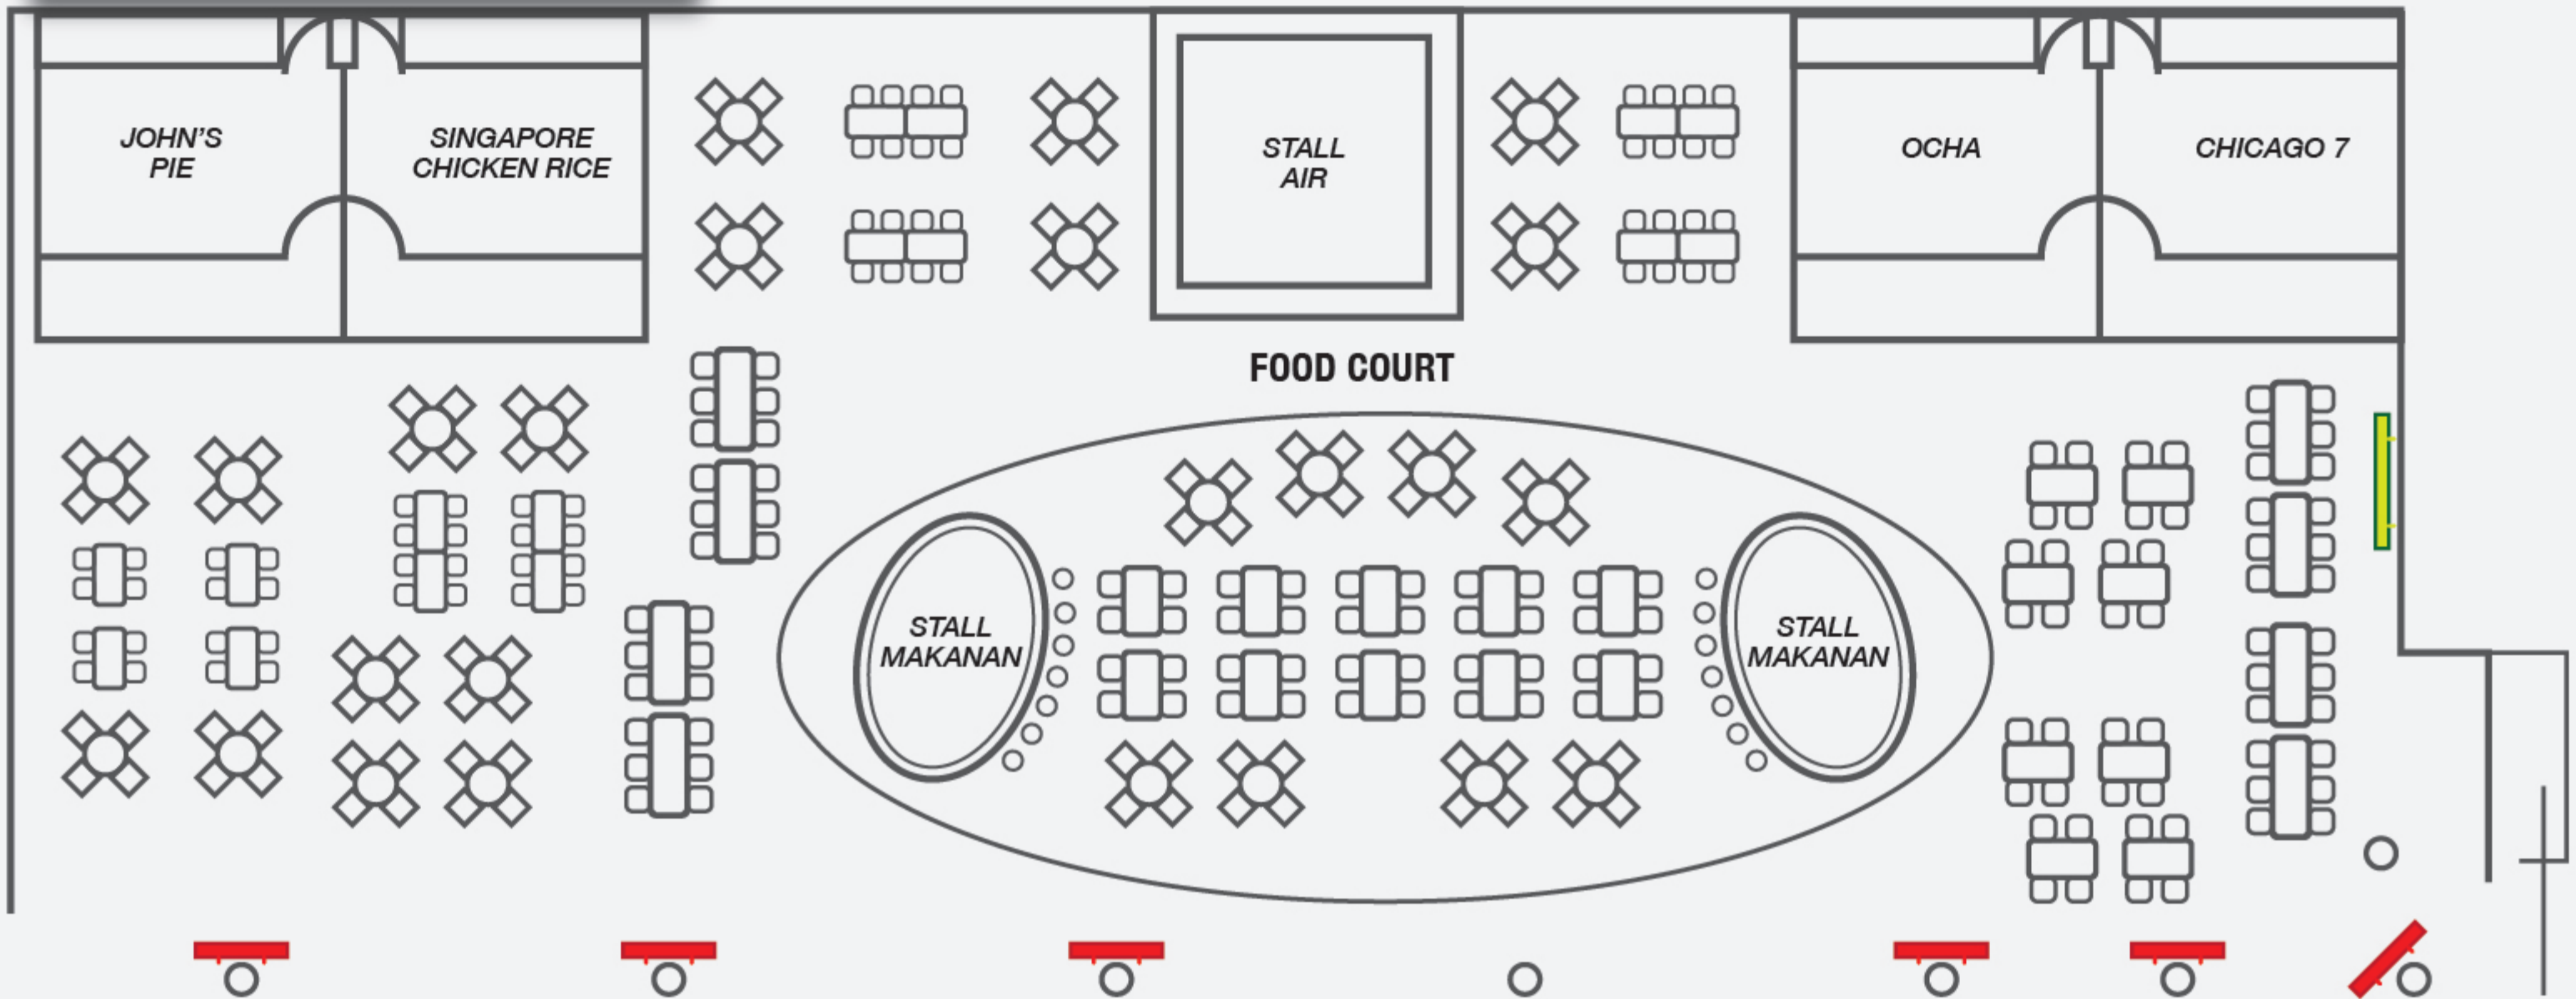 JOHN'S
PIE
SINGAPORE
CHICKEN RICE
STALL
AIR
OCHA
CHICAGO 7
FOOD COURT
STALL
MAKANAN
STALL
MAKANAN